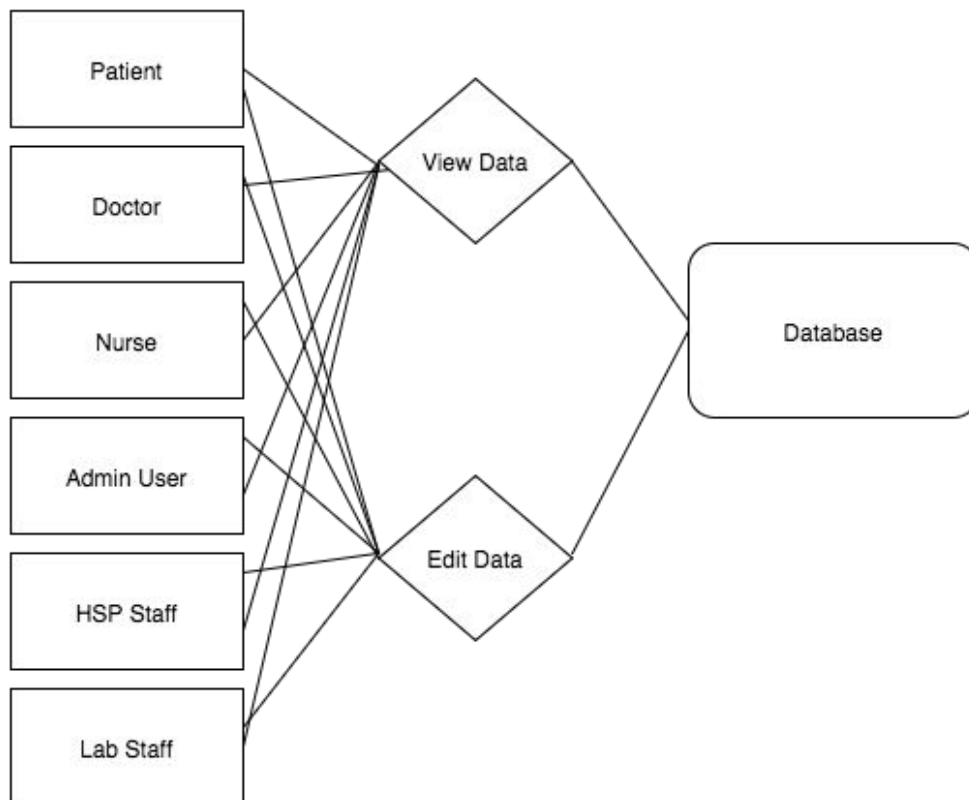 Patient
Doctor
Nurse
Admin User
HSP Staff
Lab Staff
View Data
Edit Data
Database